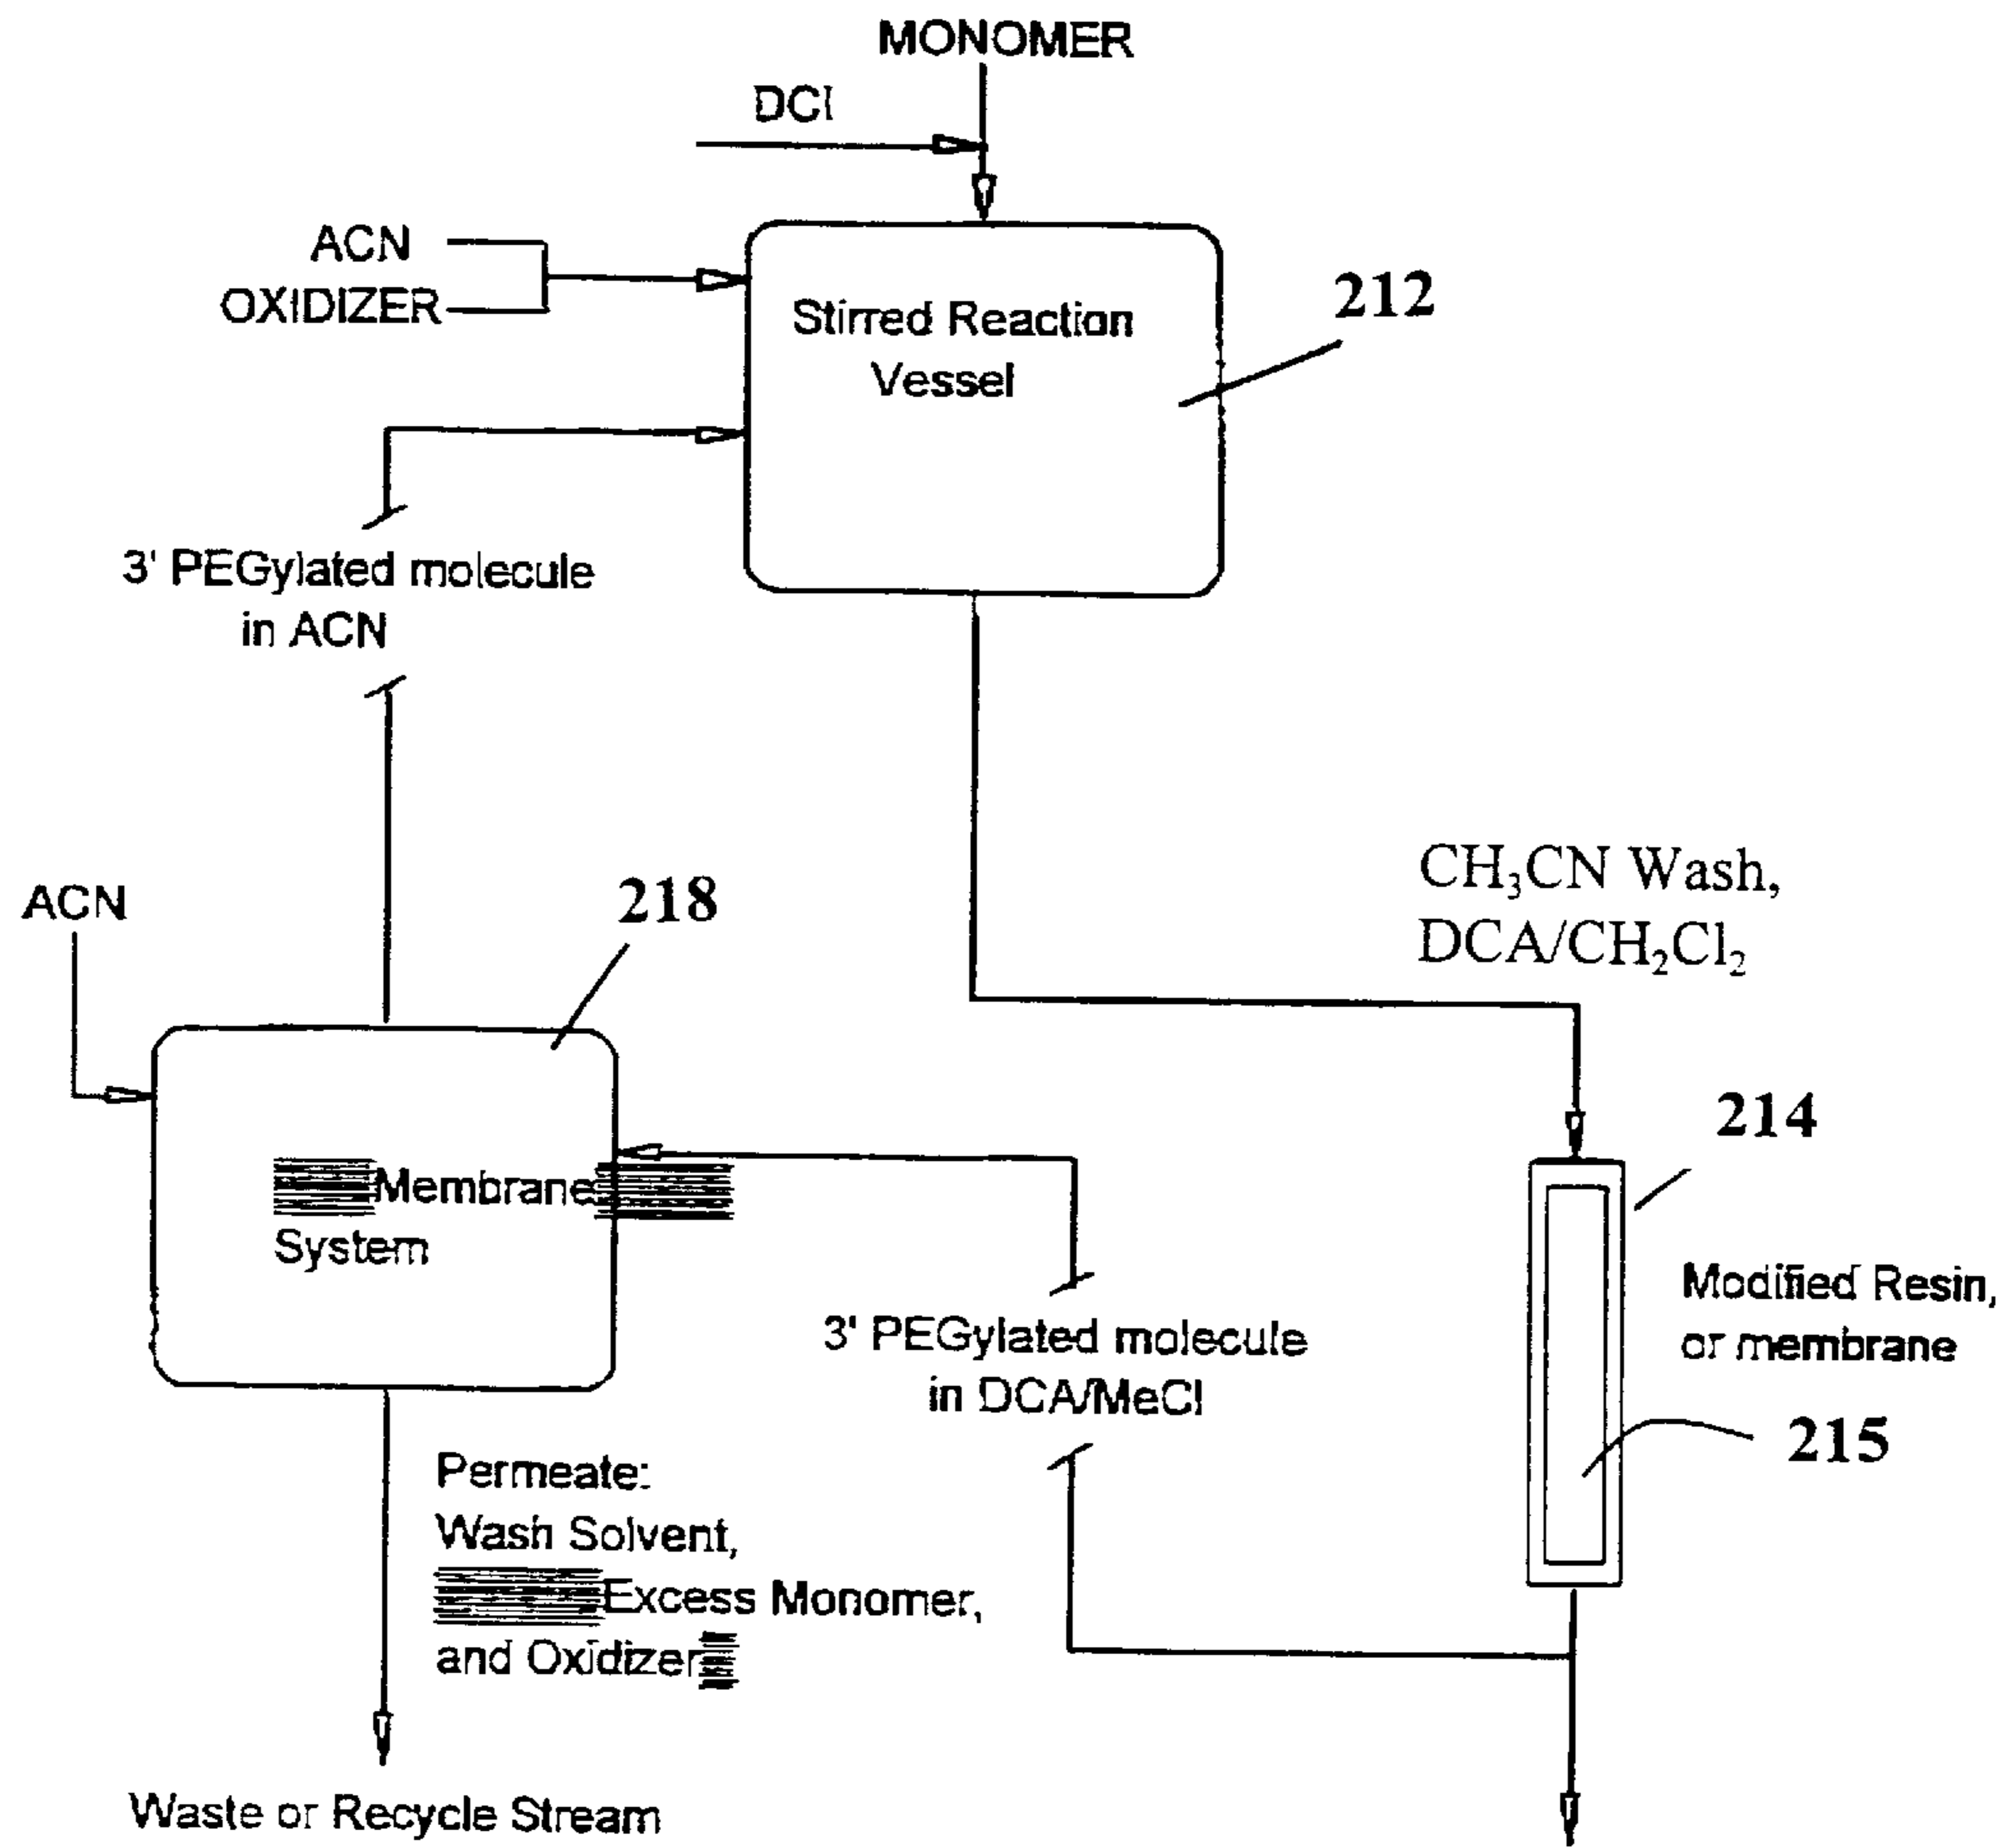 MONOMER
DCI
ACN
OXIDIZER
212
Stirred Reaction
Vessel
3' PEGylated molecule
in ACN
CH₃CN Wash,
DCA/CH₂Cl₂
ACN
218
214
Membrane
System
Modified Resin,
or membrane
3' PEGylated molecule
in DCA/MeCl
215
Permeate:
Wash Solvent,
Excess Monomer,
and Oxidizer
Waste or Recycle Stream